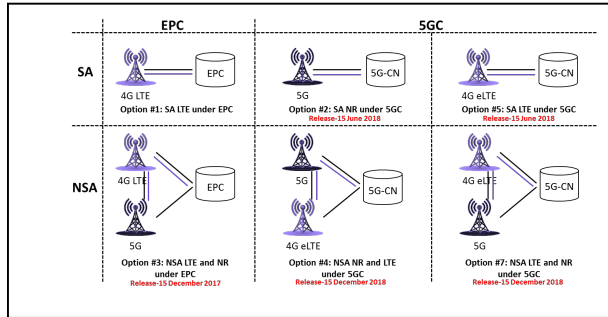 EPC
5GC
SA
EPC
4G LTE
Option #1: SA LTE under EPC
5G-CN
5G
Option #2: SA NR under 5GC
Release-15 June 2018
5G-CN
4G eLTE
Option #5: SA LTE under 5GC
Release-15 June 2018
NSA
4G LTE
EPC
5G
Option #3: NSA LTE and NR
under EPC
Release-15 December 2017
5G
5G-CN
4G eLTE
Option #4: NSA NR and LTE
under 5GC
Release-15 December 2018
4G eLTE
5G-CN
5G
Option #7: NSA LTE and NR
under 5GC
Release-15 December 2018